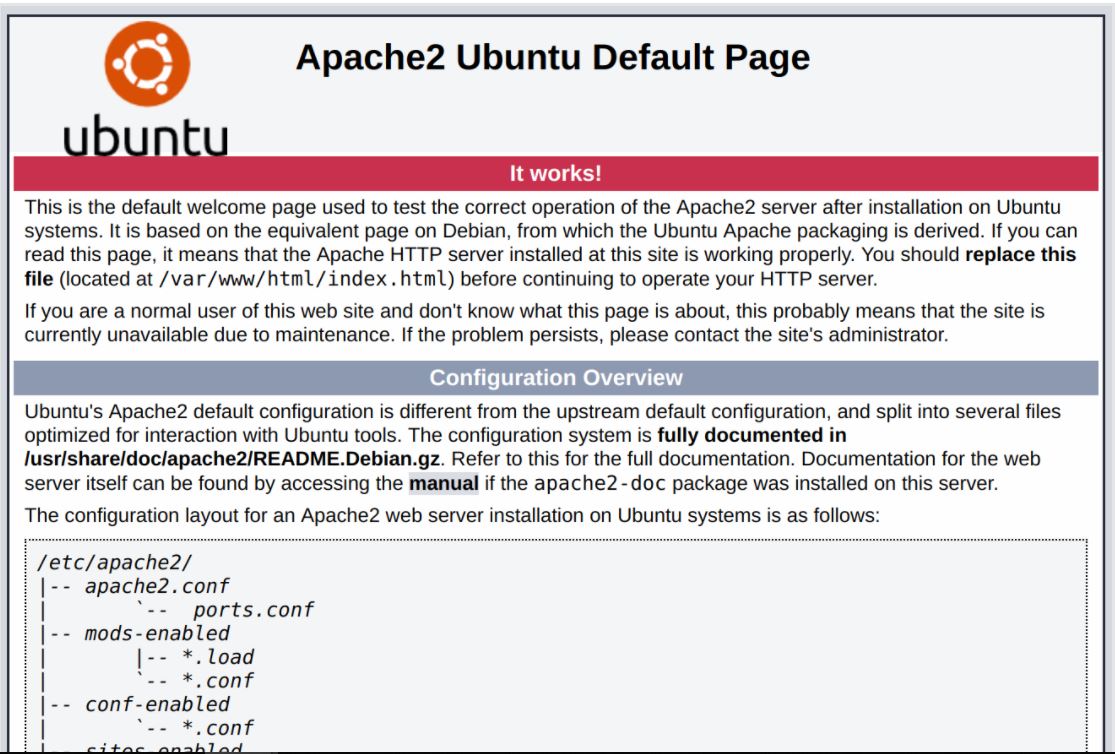 Apache2 Ubuntu Default Page
ubuntu
It works!
This is the default welcome page used to test the correct operation of the Apache2 server after installation on Ubuntu
systems. It is based on the equivalent page on Debian, from which the Ubuntu Apache packaging is derived. If you can
read this page, it means that the Apache HTTP server installed at this site is working properly. You should replace this
file (located at /var/www/html/index.html) before continuing to operate your HTTP server.
If you are a normal user of this web site and don't know what this page is about, this probably means that the site is
currently unavailable due to maintenance. If the problem persists, please contact the site's administrator.
Configuration Overview
Ubuntu's Apache2 default configuration is different from the upstream default configuration, and split into several files
optimized for interaction with Ubuntu tools. The configuration system is fully documented in
/usr/share/doc/apache2/README.Debian.gz. Refer to this for the full documentation. Documentation for the web
server itself can be found by accessing the manual if the apache2-doc package was installed on this server.
The configuration layout for an Apache2 web server installation on Ubuntu systems is as follows:
/etc/apache2/
|-- apache2.conf
|       `--  ports.conf
|-- mods-enabled
|       |-- *.load
|       `-- *.conf
|-- conf-enabled
|       `-- *.conf
|-- sites-enabled